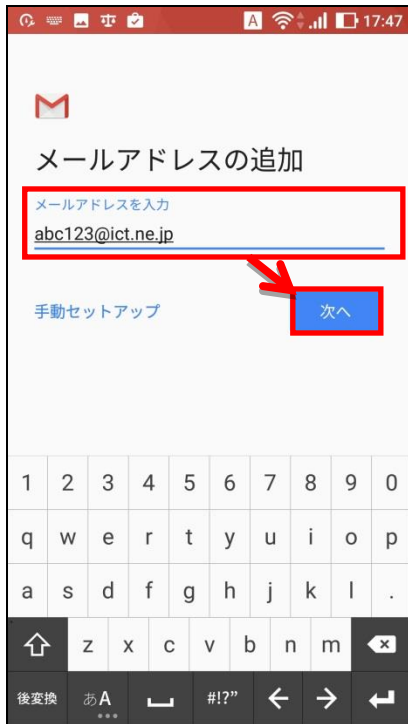 A 17:47
メールアドレスの追加
メールアドレスを入力
abc123@ict.ne.jp
手動セットアップ 次へ
1 2 3 4 5 6 7 8 9 0
q w e r t y u i o p
a s d f g h j k l .
z x c v b n m
後変換 あA #!?”